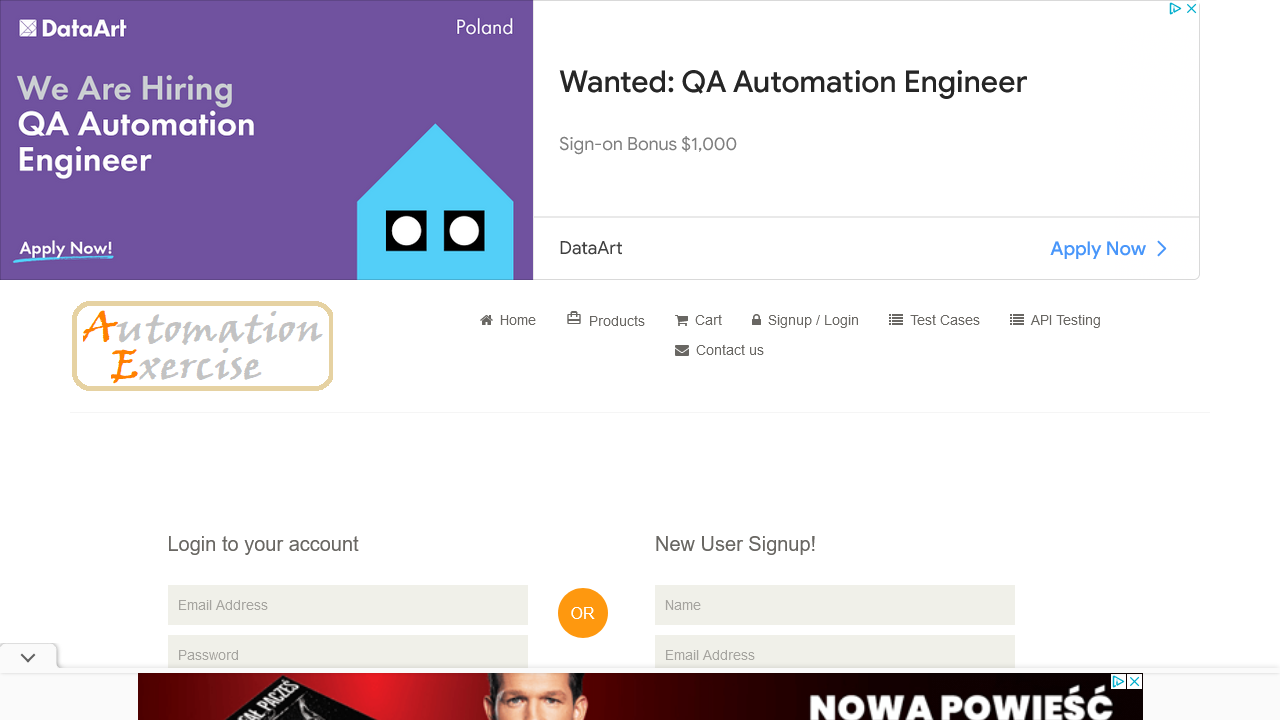 DataArt
Poland
We Are Hiring
QA Automation
Engineer
Apply Now!
Wanted: QA Automation Engineer
Sign-on Bonus $1,000
DataArt
Apply Now
Automation
Exercise
Home
Products
Cart
Signup / Login
Test Cases
API Testing
Contact us
Login to your account
New User Signup!
Email Address
OR
Name
Password
Email Address
NOWA POWIEŚĆ